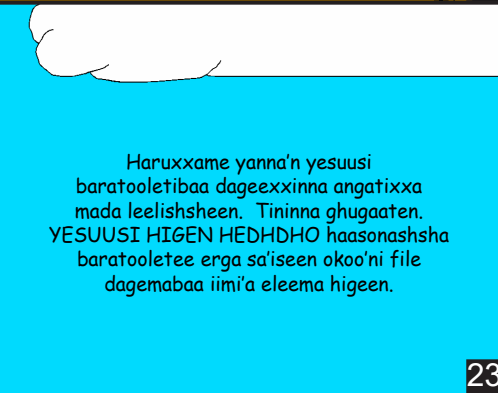 Haruxxame yanna'n yesuusi
baratooletibaa dageexxinna angatixxa
mada leelishsheen. Tininna ghugaaten.
YESUUSI HIGEN HEDHDHO haasonashsha
baratooletee erga sa'iseen okoo'ni file
dagemabaa iimi'a eleema higeen.
23